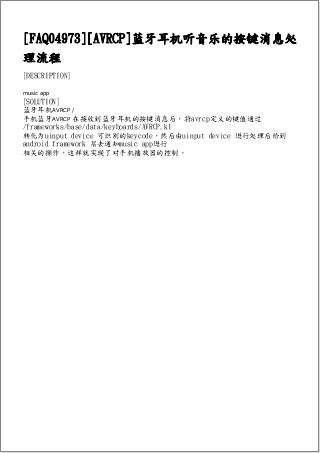 [FAQ04973][AVRCP]蓝牙耳机听音乐的按键消息处
理流程
[DESCRIPTION]
music app
[SOLUTION]
蓝牙耳机AVRCP /
手机蓝牙AVRCP 在接收到蓝牙耳机的按键消息后，将avrcp定义的键值通过
/frameworks/base/data/keyboards/AVRCP.kl
转化为uinput device 可识别的keycode，然后由uinput device 进行处理后给到
android framework 层去通知music app进行
相关的操作，这样就实现了对手机播放器的控制。